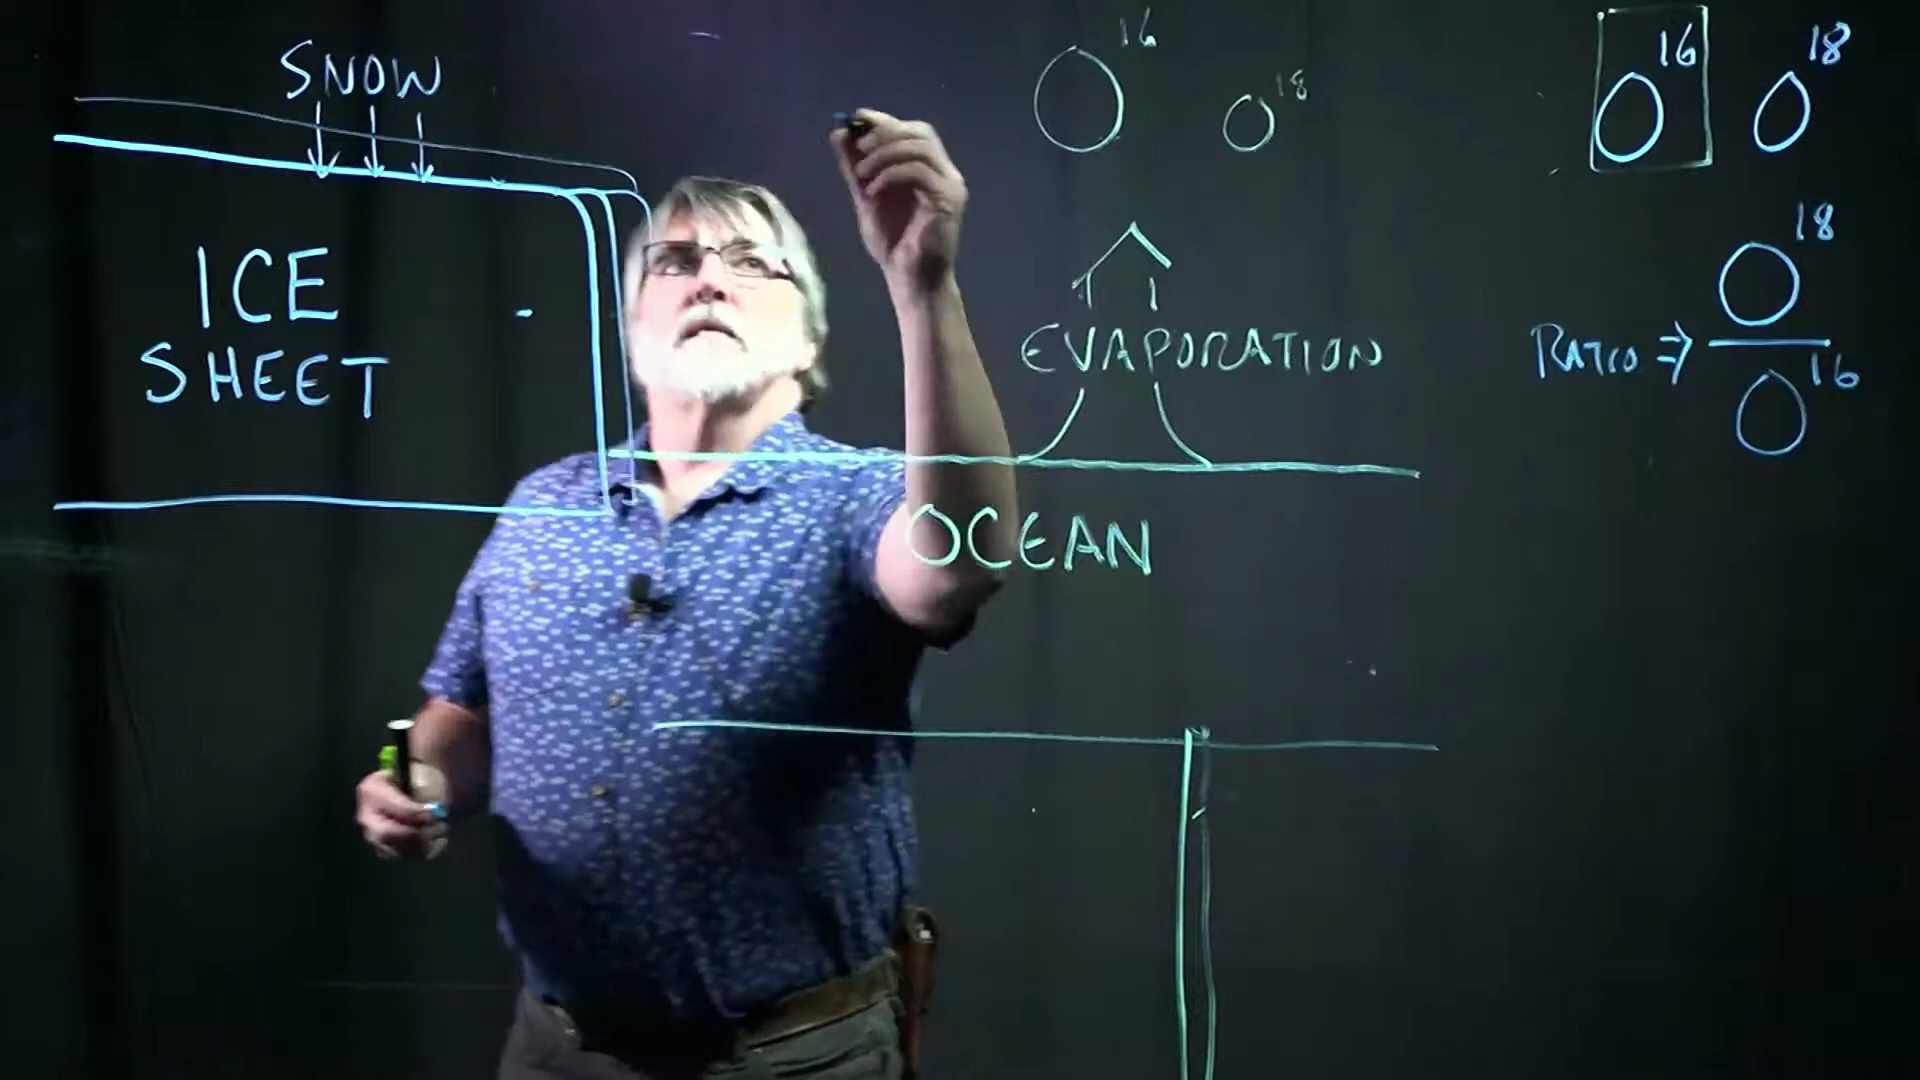 SNOW
ICE
SHEET
O16
O18
EVAPORATION
OCEAN
O16 O18
RATIO ⇒ O18
O16